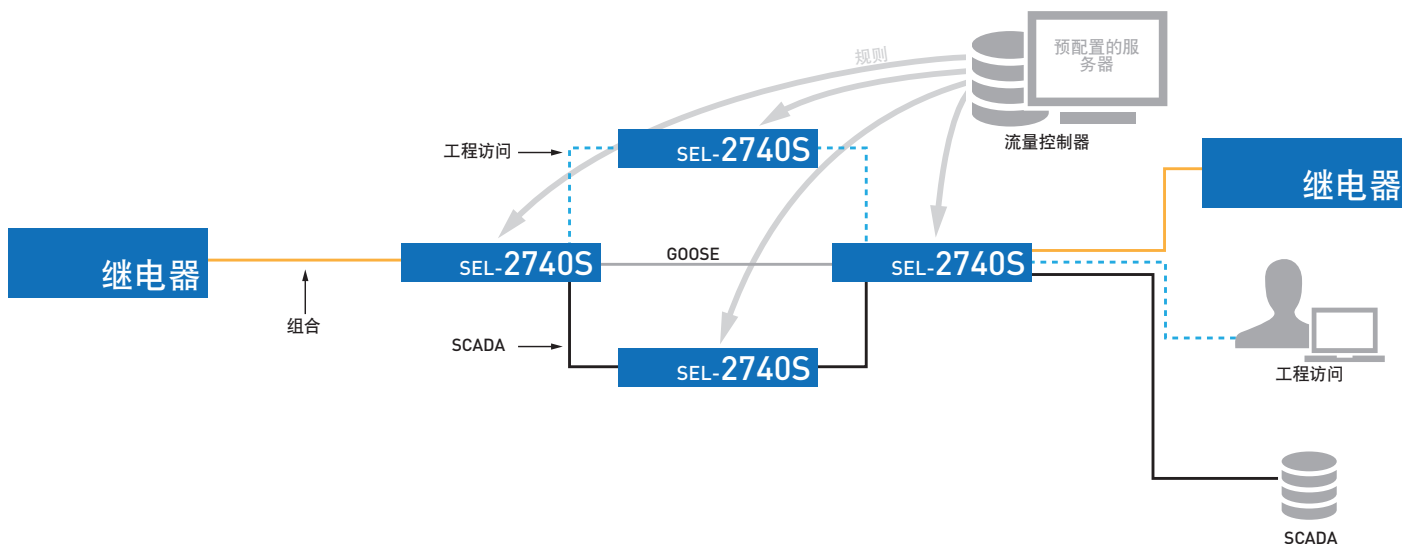 预配置的服
务器
规则
流量控制器
工程访问
SEL-2740S
继电器
继电器
SEL-2740S
GOOSE
SEL-2740S
组合
SCADA
SEL-2740S
工程访问
SCADA